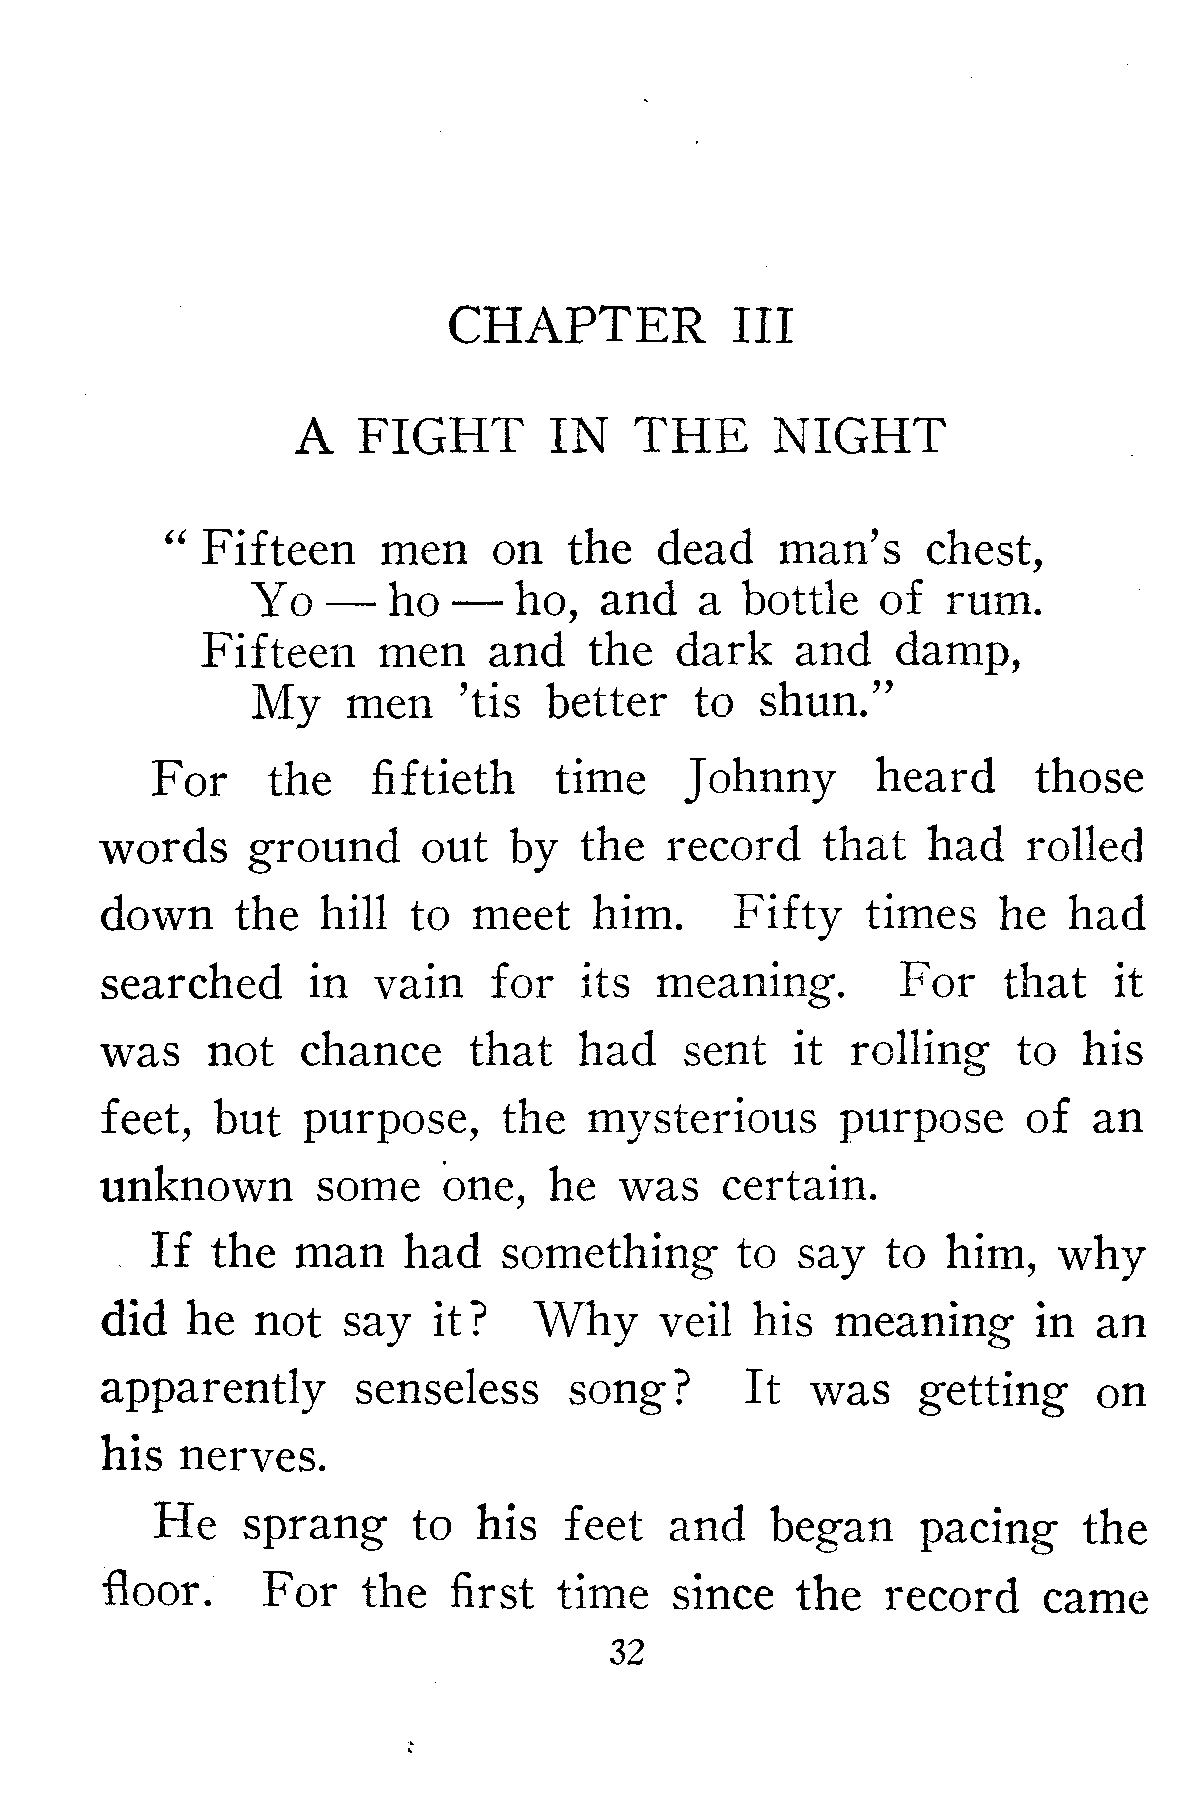 CHAPTER III
A FIGHT IN THE NIGHT
“ Fifteen men on the dead man’s chest,
Yo — ho — ho, and a bottle of rum.
Fifteen men and the dark and damp,
My men ’tis better to shun.”
For the fiftieth time Johnny heard those
words ground out by the record that had rolled
down the hill to meet him. Fifty times he had
searched in vain for its meaning. For that it
was not chance that had sent it rolling to his
feet, but purpose, the mysterious purpose of an
unknown some one, he was certain.
If the man had something to say to him, why
did he not say it? Why veil his meaning in an
apparently senseless song? It was getting on
his nerves.
He sprang to his feet and began pacing the
floor. For the first time since the record came
32